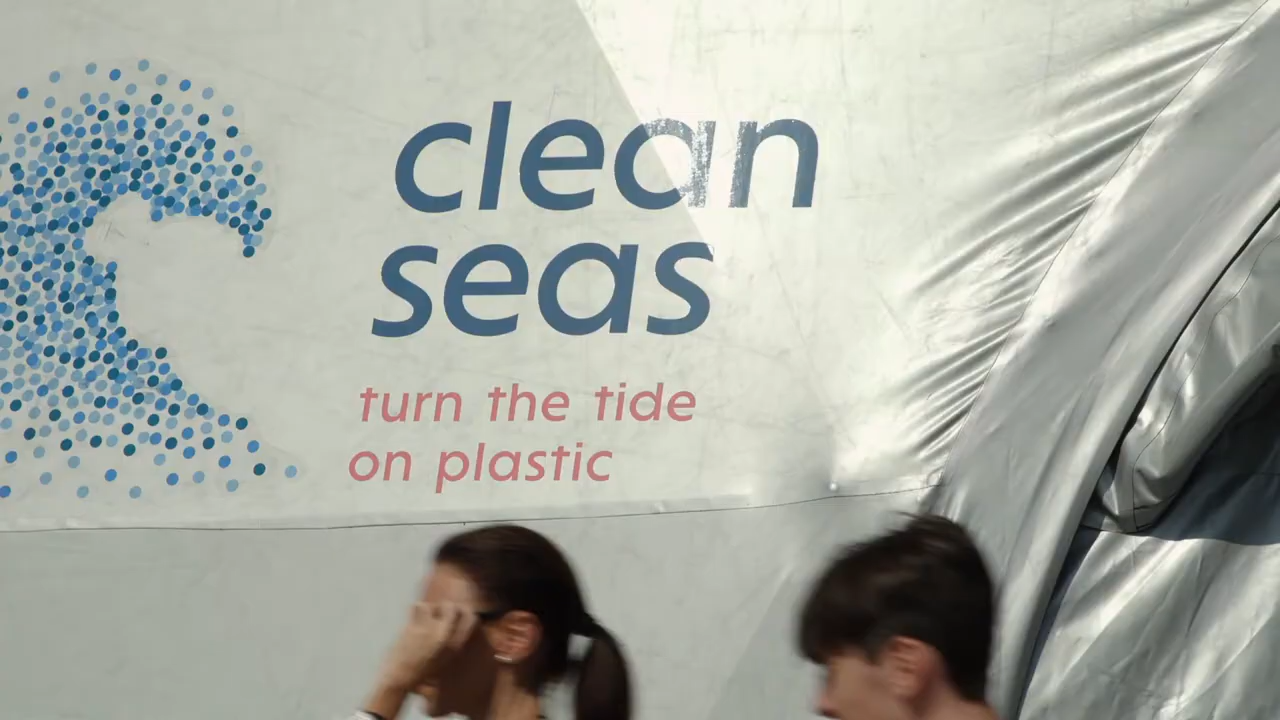 clean
seas
turn the tide
on plastic